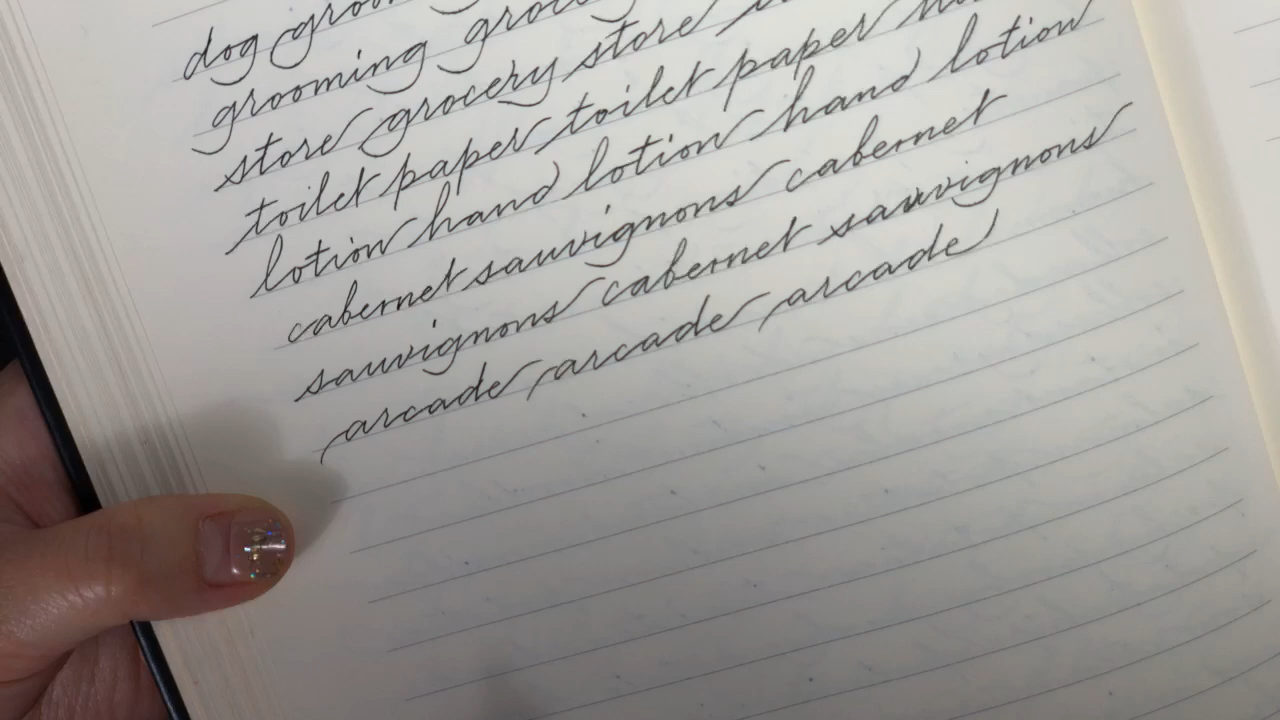 dog
grooming
store grocery store
toilet paper toilet paper
lotion hand lotion hand lotion
cabernet sauvignons cabernet
sauvignons cabernet sauvignons
arcade arcade arcade